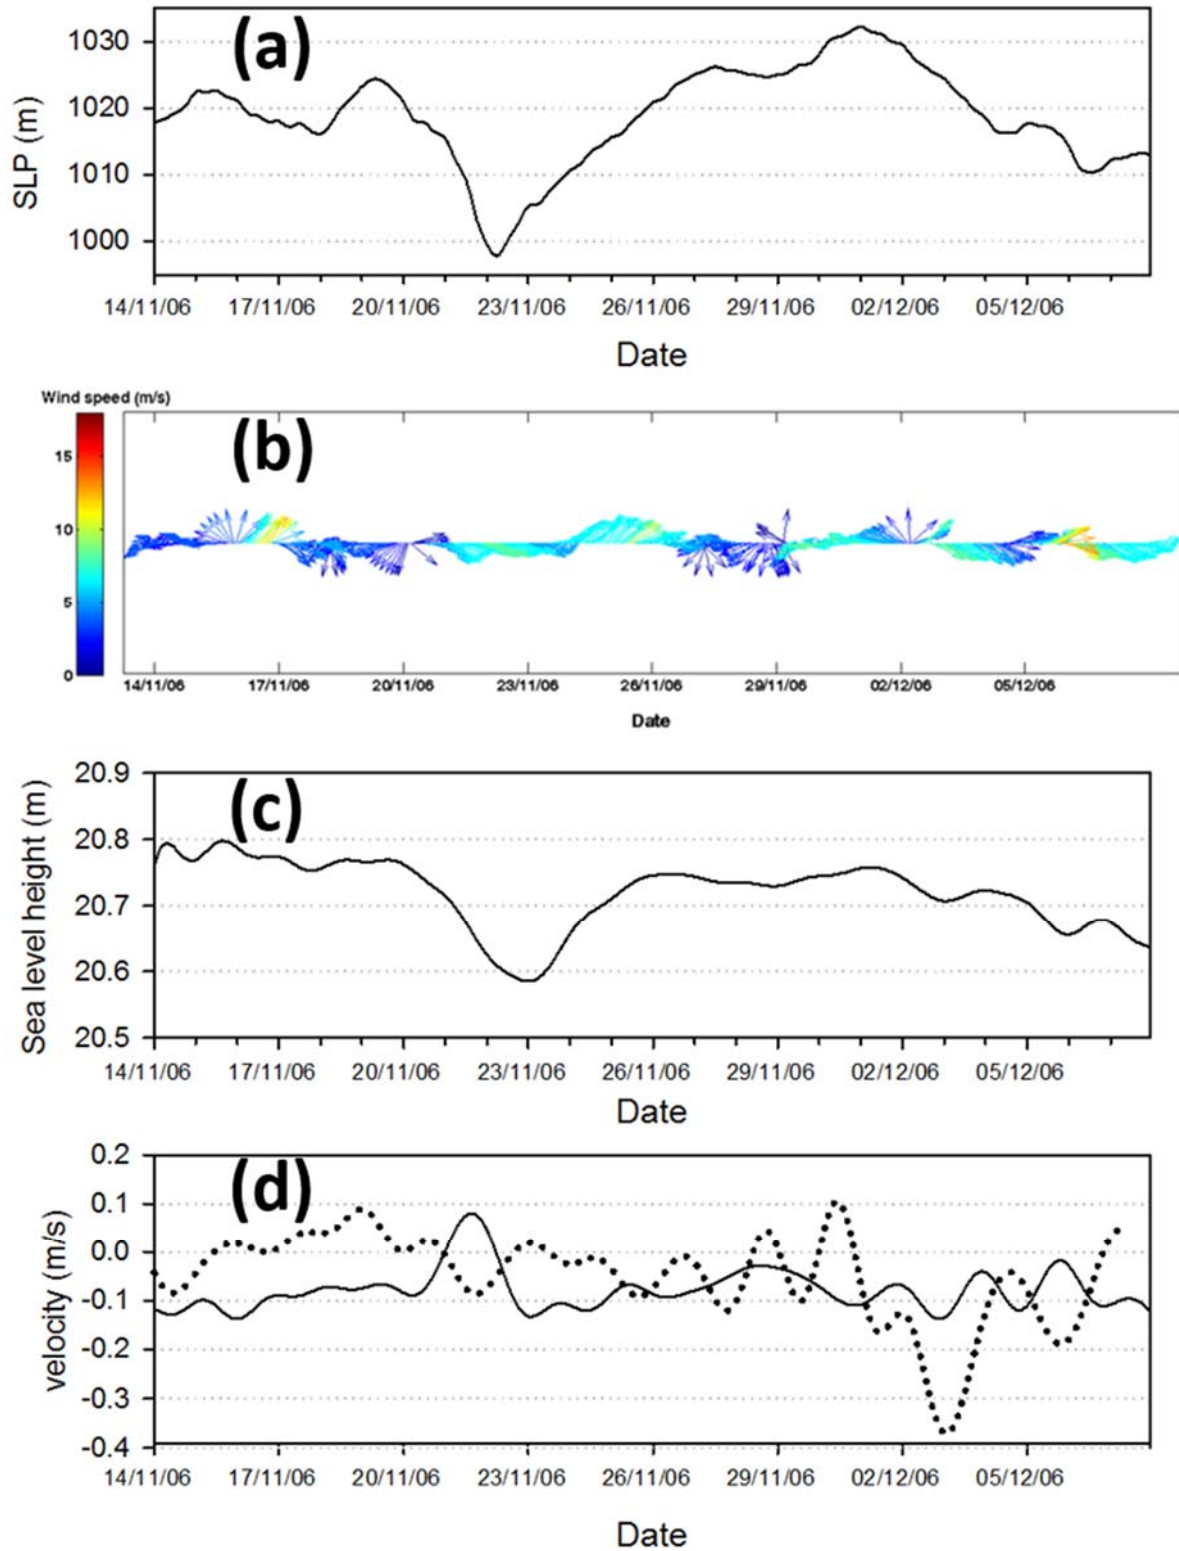 (a)
SLP (m)
1030
1020
1010
1000
14/11/06 17/11/06 20/11/06 23/11/06 26/11/06 29/11/06 02/12/06 05/12/06
Date
Wind speed (m/s)
(b)
15
10
5
0
14/11/06 17/11/06 20/11/06 23/11/06 26/11/06 29/11/06 02/12/06 05/12/06
Date
(c)
Sea level height (m)
20.9
20.8
20.7
20.6
20.5
14/11/06 17/11/06 20/11/06 23/11/06 26/11/06 29/11/06 02/12/06 05/12/06
Date
(d)
velocity (m/s)
0.2
0.1
0.0
-0.1
-0.2
-0.3
-0.4
14/11/06 17/11/06 20/11/06 23/11/06 26/11/06 29/11/06 02/12/06 05/12/06
Date